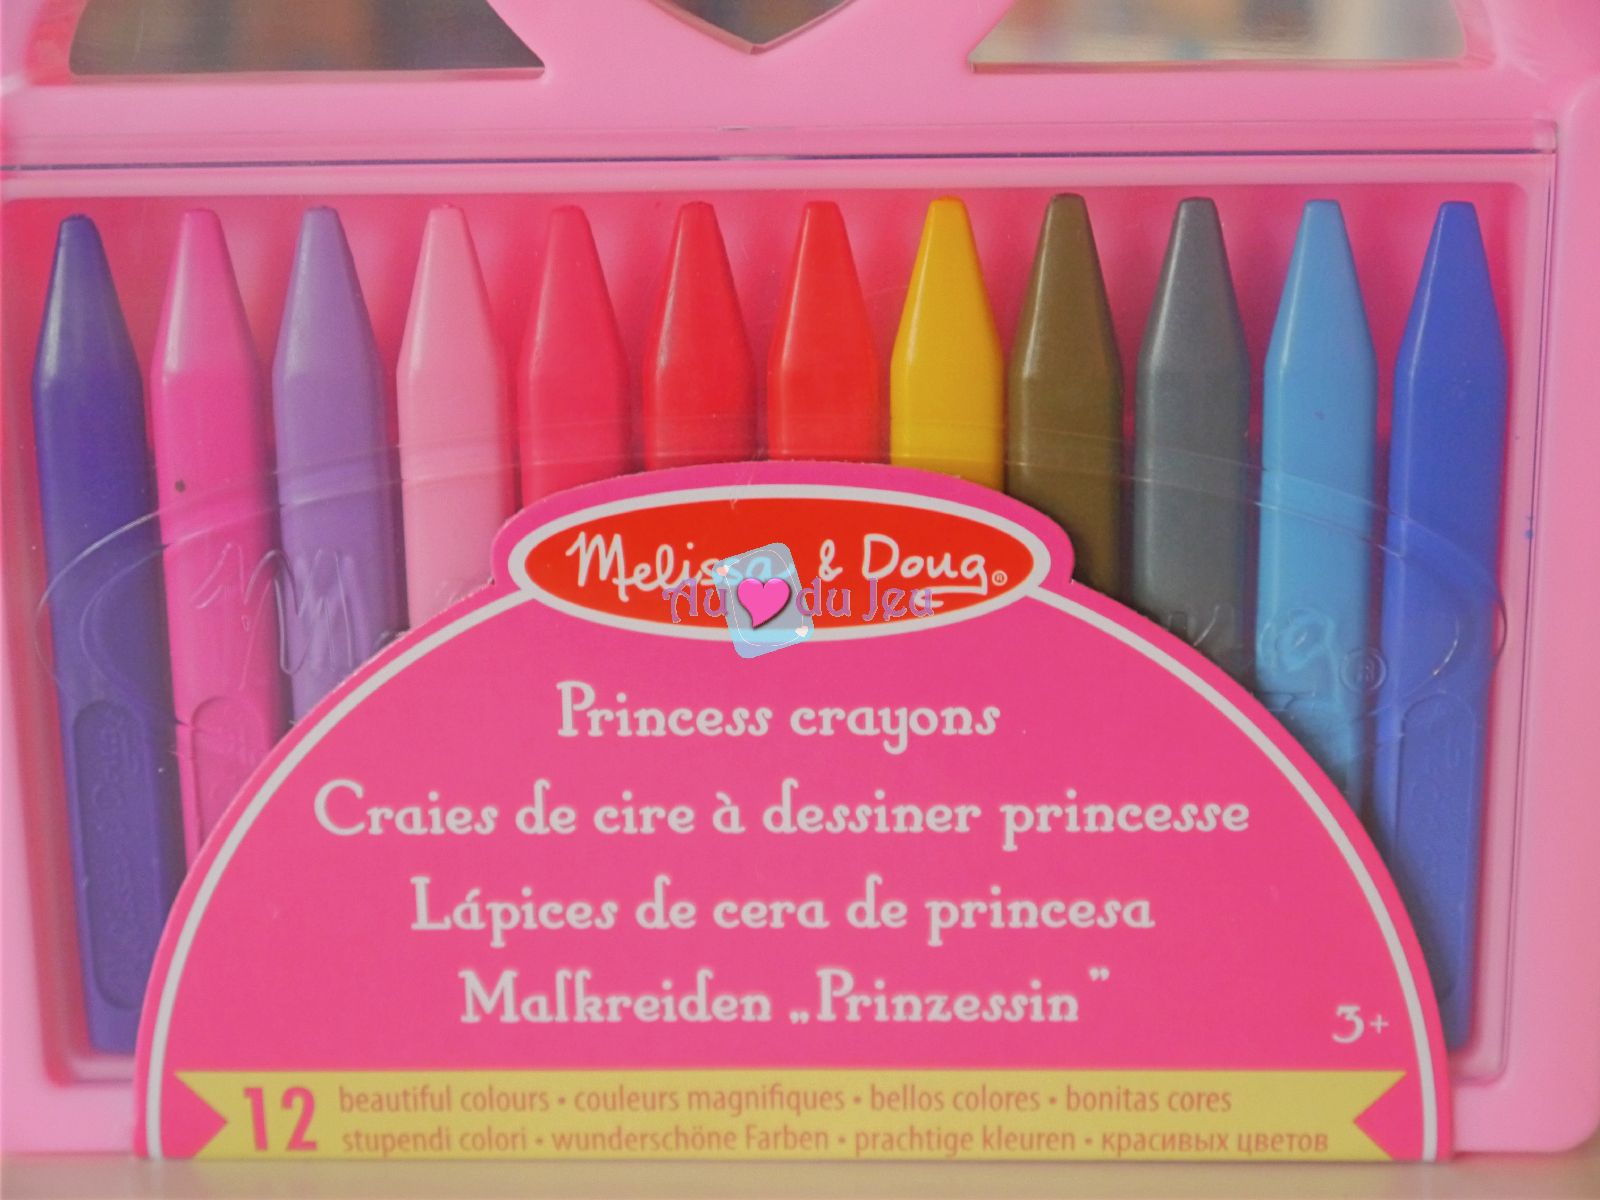 Melissa & Doug®
Au du Jeu
Princess crayons
Craies de cire à dessiner princesse
Lápices de cera de princesa
Malkreiden „Prinzessin”
3+
12 beautiful colours • couleurs magnifiques • bellos colores • bonitas cores
stupendi colori • wunderschöne Farben • prachtige kleuren • красивых цветов